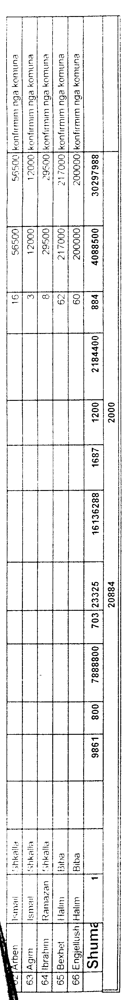 62 Arben Ismail Shkalla 16 56500 56500 konfirmim nga komuna
63 Agim Ismail Shkalla 3 12000 12000 konfirmim nga komuna
64 Ibrahim Ramazan Shkalla 8 29500 29500 konfirmim nga komuna
65 Bexhet Halim Biba 62 217000 217000 konfirmim nga komuna
66 Engjellush Halim Biba 60 200000 200000 konfirmim nga komuna
Shuma 1 9861 800 7888800 703 23325 16136288 1687 1200 2184400 884 4088500 30297988
20884 2000